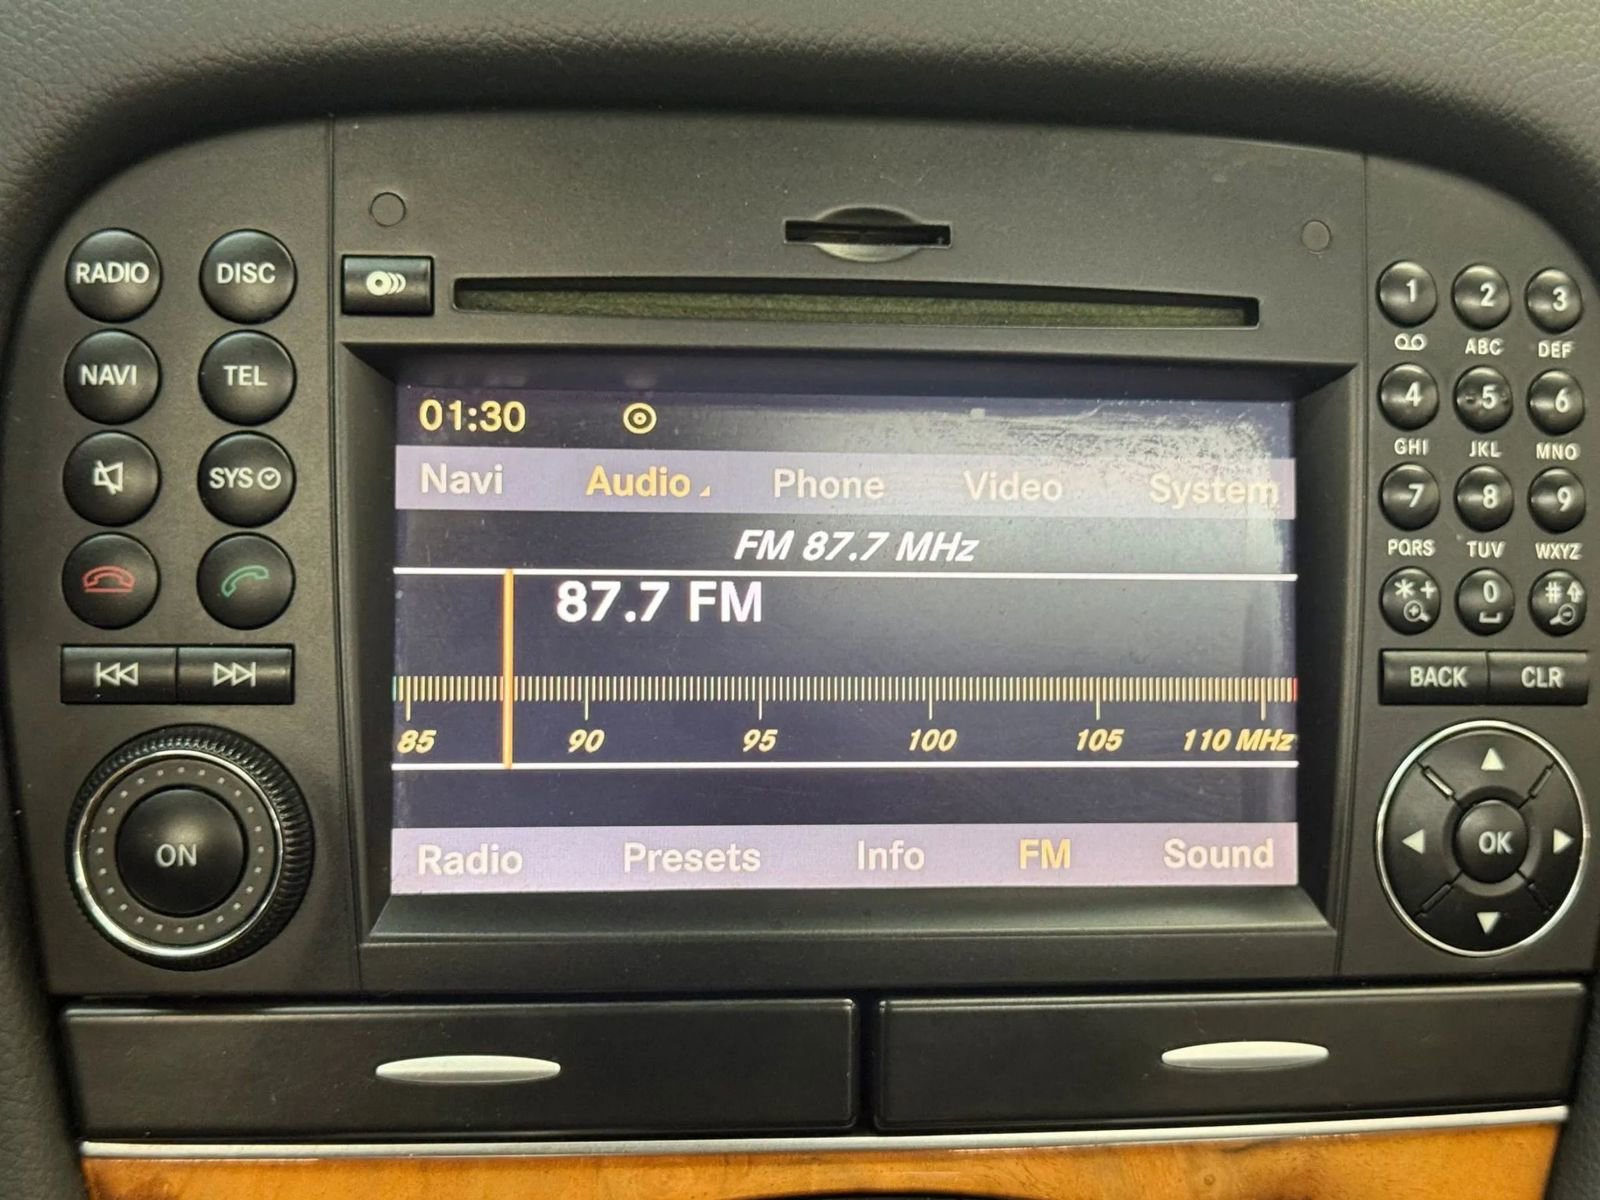 RADIO DISC
NAVI TEL
SYS
ON
01:30
Navi Audio Phone Video System
FM 87.7 MHz
87.7 FM
85 90 95 100 105 110 MHz
Radio Presets Info FM Sound
1 2 3
ABC DEF
4 5 6
GHI JKL MNO
7 8 9
PQRS TUV WXYZ
*+ 0 #
BACK CLR
OK